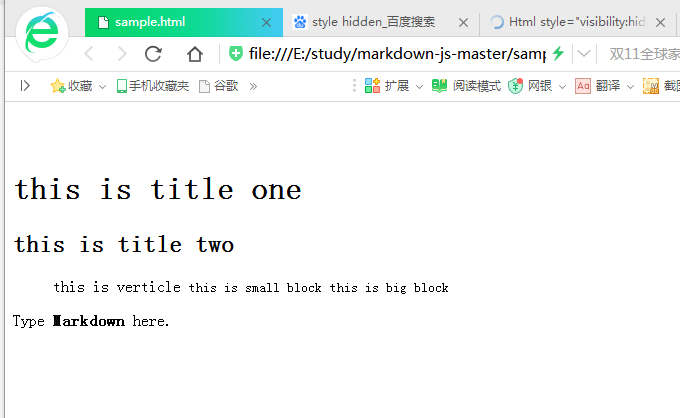 sample.html
style hidden_百度搜索
Html style="visibility:hid
file:///E:/study/markdown-js-master/samp
双11全球家
收藏
手机收藏夹
谷歌
»
扩展
阅读模式
网银
Aa
翻译
截图
this is title one
this is title two
this is verticle this is small block this is big block
Type Markdown here.